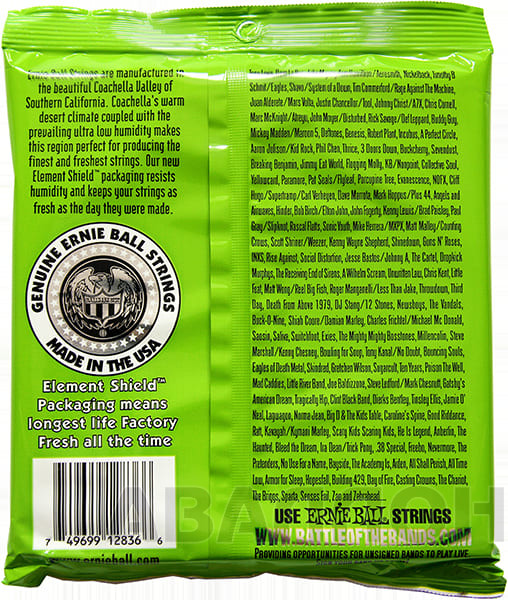 Ernie Ball Strings are manufactured in
the beautiful Coachella Valley of
Southern California. Coachella's warm
desert climate coupled with the
prevailing ultra low humidity makes
this region perfect for producing the
finest and freshest strings. Our new
Element Shield™ packaging resists
humidity and keeps your strings as
fresh as the day they were made.
GENUINE ERNIE BALL STRINGS
MADE IN THE USA
Element Shield™
Packaging means
longest life Factory
Fresh all the time
7 49699 12836 6
www.ernieball.com
Teresmith, Nickelback, Timothy B
Schmit/Eagles, Shavo/System of a Down, Tim Commerford/Rage Against The Machine,
Juan Alderete/Mars Volta, Justin Chancellor/Tool, Johnny Christ/A7X, Chris Cornell,
Marc McKnight/Atreyu, John Moyer/Disturbed, Rick Savage/Def Leppard, Buddy Guy,
Mickey Madden/Maroon 5, Deftones, Genesis, Robert Plant, Incubus, A Perfect Circle,
Aaron Julison/Kid Rock, Phil Chen, Thrice, 3 Doors Down, Buckcherry, Sevendust,
Breaking Benjamin, Jimmy Eat World, Flogging Molly, KB/Nonpoint, Collective Soul,
Yellowcard, Paramore, Pat Seals/Flyleaf, Porcupine Tree, Evanescence, NOFX, Cliff
Hugo/Supertramp/Carl Verheyen, Dave Marrota, Mark Hoppus/Plus 44, Angels and
Airwaves, Hinder, Bob Birch/Elton John, John Fogerty, Kenny Lewis/Brad Paisley, Paul
Gray/Slipknot, Rascal Flatts, Sonic Youth, Mike Herrera/MXPX, Matt Malley/Counting
Crows, Scott Shriner/Weezer, Kenny Wayne Shepherd, Shinedown, Guns N' Roses,
INXS, Rise Against, Social Distortion, Jesse Bastos/Johnny A, The Cartel, Dropkick
Murphys, The Receiving End of Sirens, A Wilhelm Scream, Unwritten Law, Chris Kent, Little
Feat, Matt Wong/Reel Big Fish, Roger Manganelli/Less Than Jake, Throwdown, Third
Day, Death From Above 1979, DJ Stang/12 Stones, Newsboys, The Vandals,
Buck-O-Nine, Shiah Coore/Damian Marley, Charles Frichtel/Michael Mc Donald,
Saosin, Saliva, Switchfoot, Exies, The Mighty Mighty Bosstones, Millencolin, Steve
Marshall/Kenny Chesney, Bowling for Soup, Tony Kanal/No Doubt, Bouncing Souls,
Eagles of Death Metal, Skindred, Gretchen Wilson, Sugarcult, Ten Years, Poison The Well,
Mad Caddies, Little River Band, Joe Baldizzone, Steve Ledford/Mark Chesnutt, Gatsby's
American Dream, Tragically Hip, Clint Black Band, Dierks Bentley, Tinsley Ellis, Jamie O'
Neal, Lagwagon, Norma Jean, Big D & The Kids Table, Caroline's Spine, Good Riddance,
Ratt, Kavayah/Kymani Marley, Scary Kids Scaring Kids, He Is Legend, Anberlin, The
Haunted, Bleed the Dream, Ira Dean/Trick Pony, .38 Special, Firebo, Nevermore, The
Pretenders, No Use For a Name, Bayside, The Academy Is, Aiden, All Shall Perish, All Time
Low, Armor for Sleep, Hopesfall, Building 429, Day of Fire, Casting Crowns, The Chariot,
The Briggs, Sparta, Senses Fail, Zao and Zebrahead....
USE ERNIE BALL STRINGS
WWW.BATTLEOFTHEBANDS.COM
PROVIDING OPPORTUNITIES FOR UNSIGNED BANDS TO PLAY LIVE.
SIGN YOUR BAND UP TODAY!